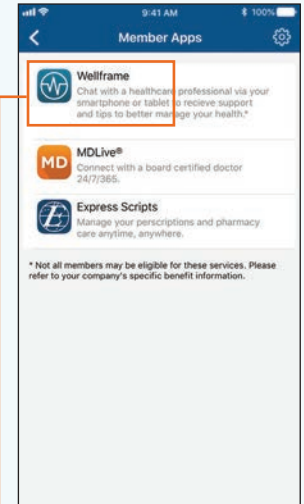 9:41 AM
100%
Member Apps
Wellframe
Chat with a healthcare professional via your
smartphone or tablet to recieve support
and tips to better manage your health.*
MD
MDLive®
Connect with a board certified doctor
24/7/365.
Express Scripts
Manage your perscriptions and pharmacy
care anytime, anywhere.
* Not all members may be eligible for these services. Please
refer to your company's specific benefit information.